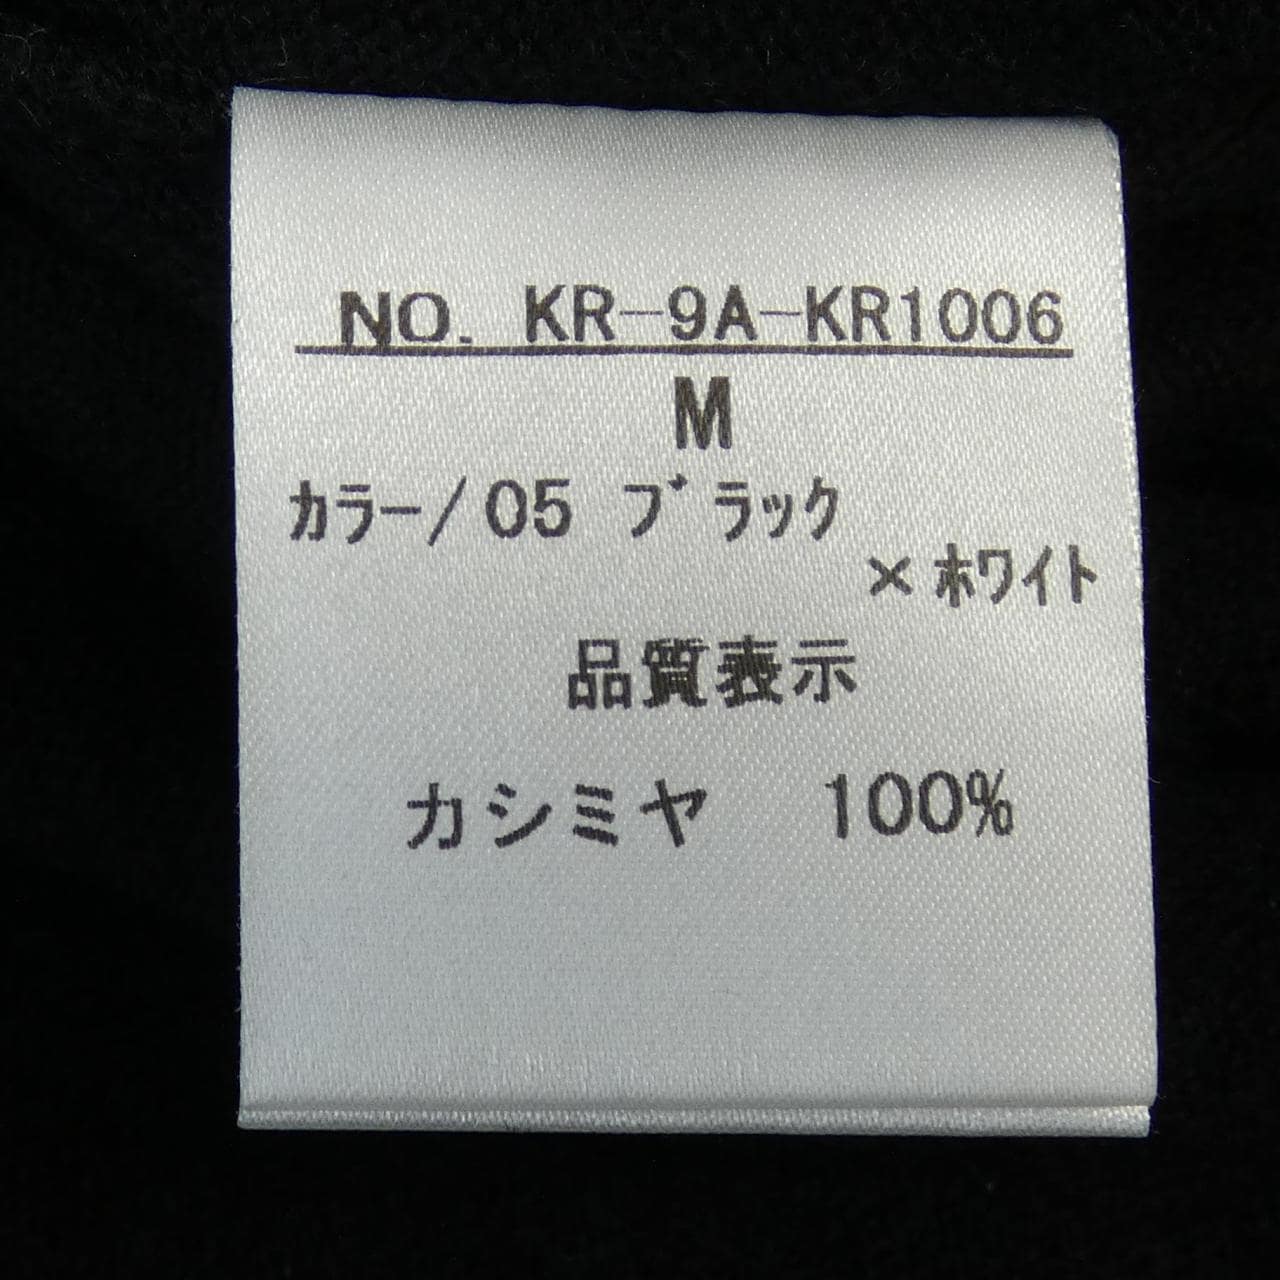 NO. KR-9A-KR1006
M
ｶﾗｰ/05 ﾌﾞﾗｯｸ
×ﾎﾜｲﾄ
品質表示
カシミヤ 100%